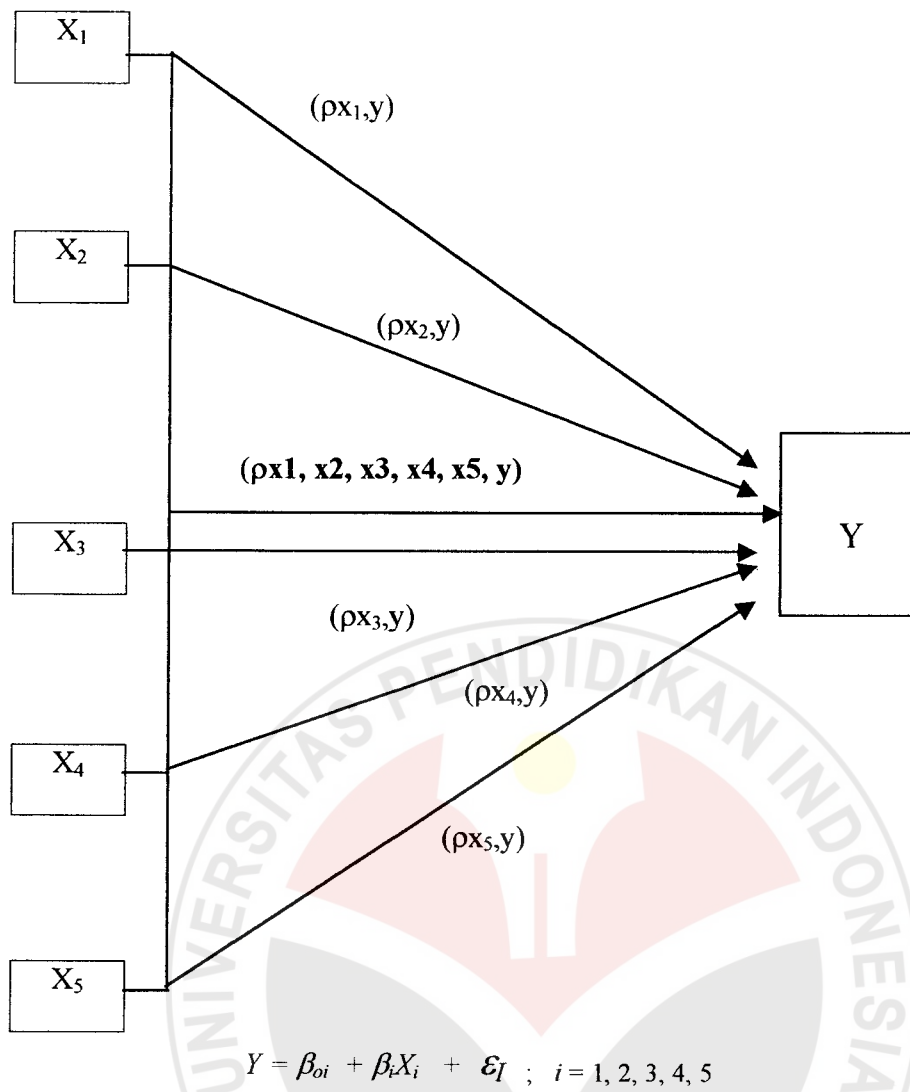 X₁
(ρx₁,y)
X₂
(ρx₂,y)
(ρx1, x2, x3, x4, x5, y)
X₃
Y
(ρx₃,y)
(ρx₄,y)
X₄
(ρx₅,y)
X₅
UNIVERSITAS PENDIDIKAN INDONESIA
Y = βₒᵢ + βᵢXᵢ + ε_I ; i = 1, 2, 3, 4, 5